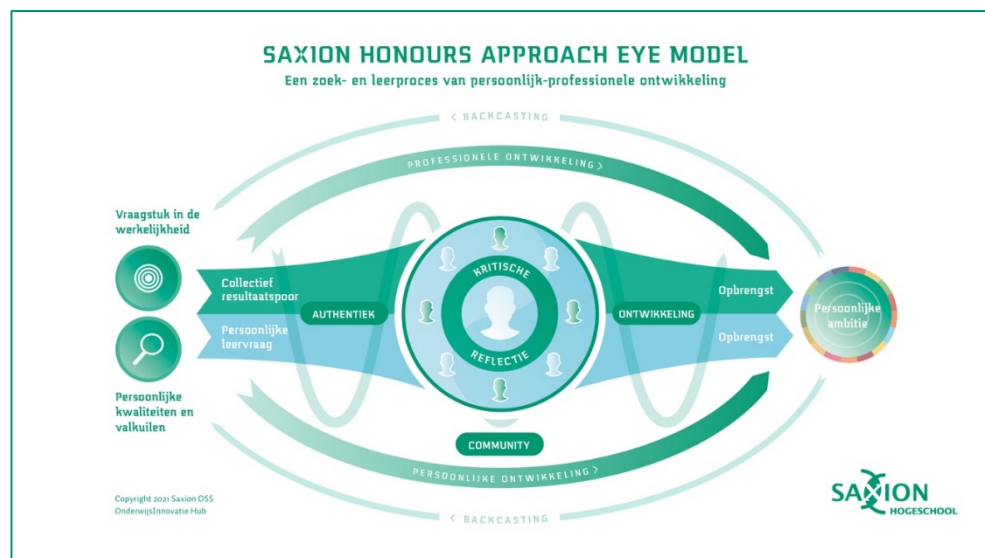 SAXION HONOURS APPROACH EYE MODEL
Een zoek- en leerproces van persoonlijk-professionele ontwikkeling
< BACKCASTING
PROFESSIONELE ONTWIKKELING >
Vraagstuk in de
werkelijkheid
Collectief
resultaatspoor
AUTHENTIEK
Persoonlijke
leervraag
KRITISCHE
REFLECTIE
ONTWIKKELING
Opbrengst
Opbrengst
Persoonlijke
ambitie
Persoonlijke
kwaliteiten en
valkuilen
COMMUNITY
PERSOONLIJKE ONTWIKKELING >
< BACKCASTING
Copyright 2021 Saxion OSS
OnderwijsInnovatie Hub
SAXION
HOGESCHOOL